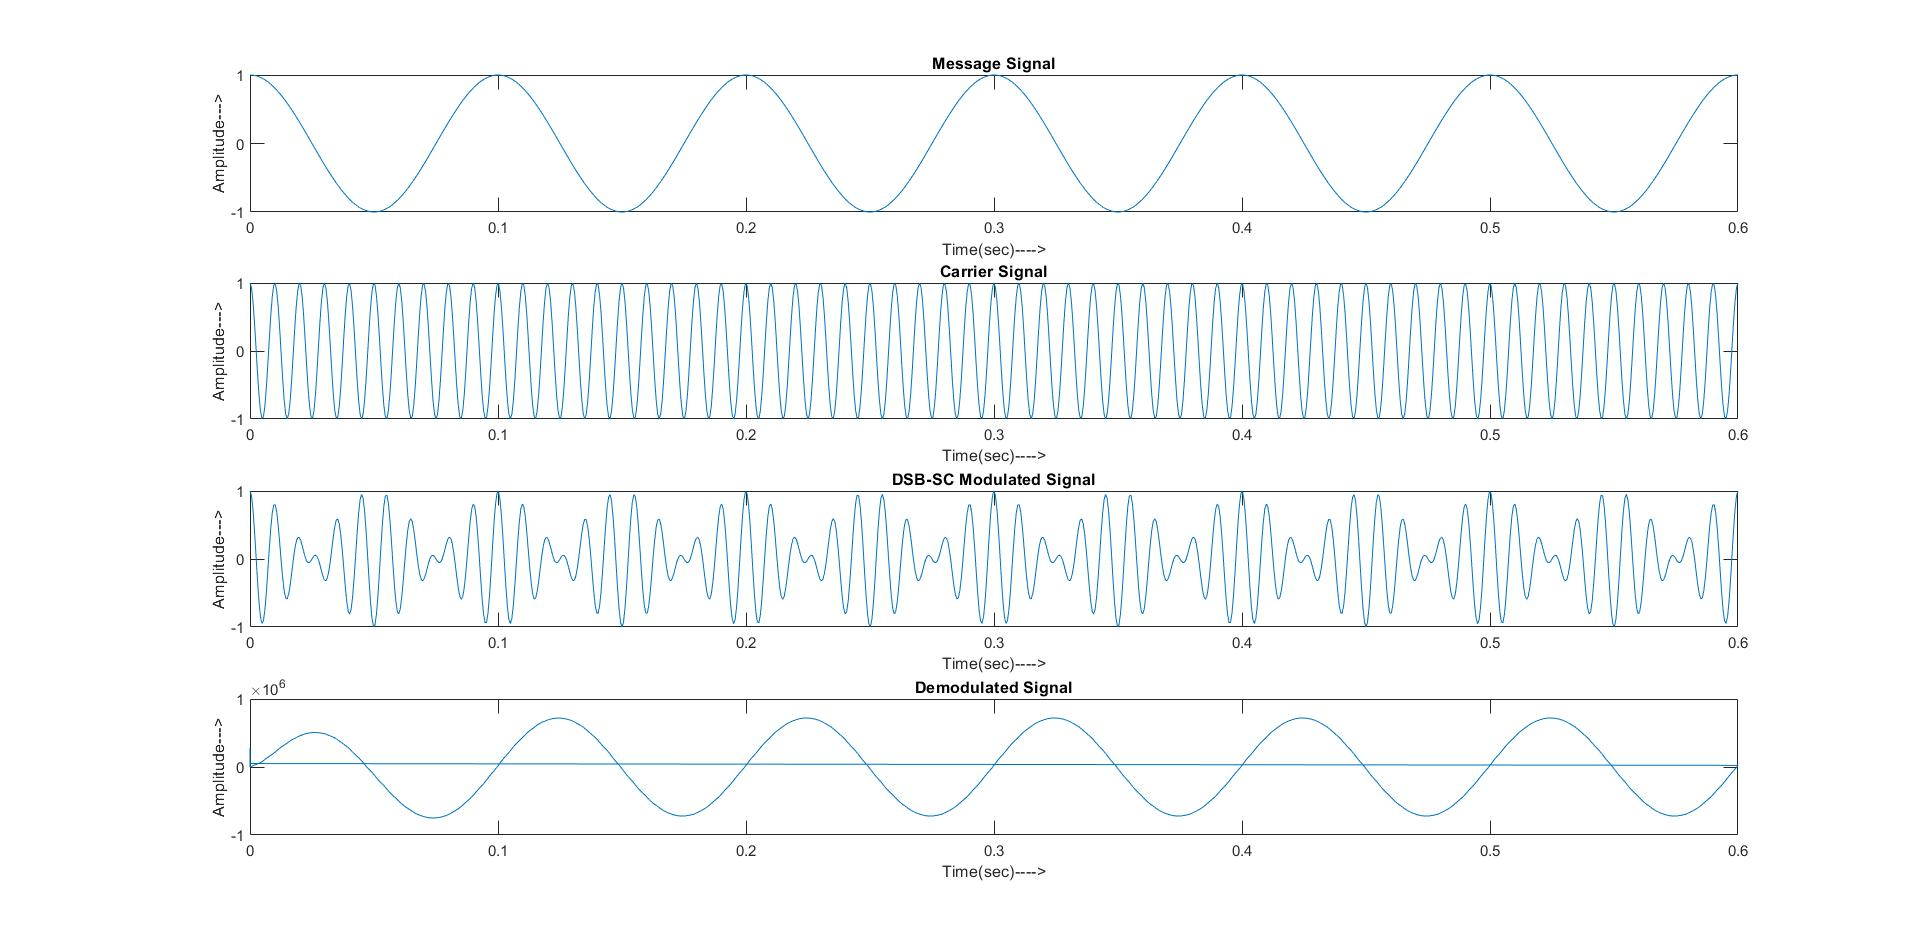 Message Signal
1
0
-1
Amplitude--->
0 0.1 0.2 0.3 0.4 0.5 0.6
Time(sec)---->
Carrier Signal
1
0
-1
Amplitude--->
0 0.1 0.2 0.3 0.4 0.5 0.6
Time(sec)---->
DSB-SC Modulated Signal
1
0
-1
Amplitude--->
0 0.1 0.2 0.3 0.4 0.5 0.6
Time(sec)---->
Demodulated Signal
×10⁶
1
0
-1
Amplitude--->
0 0.1 0.2 0.3 0.4 0.5 0.6
Time(sec)---->